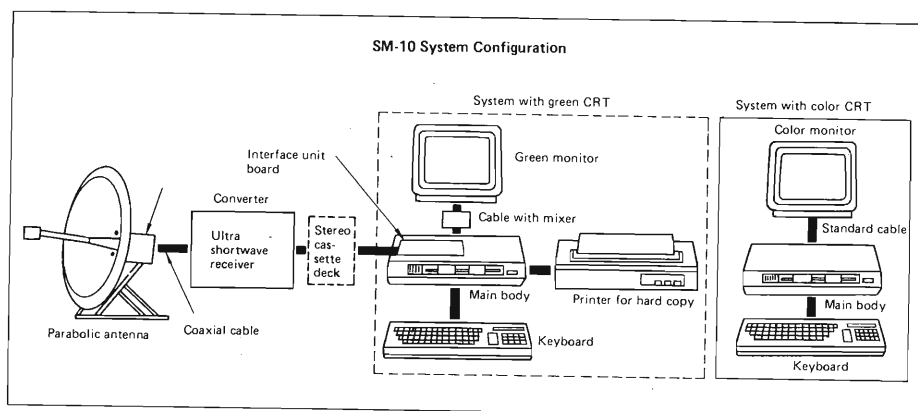 SM-10 System Configuration
System with green CRT
System with color CRT
Color monitor
Interface unit
board
Green monitor
Converter
Cable with mixer
Ultra
shortwave
receiver
Stereo
cas-
sette
deck
Standard cable
Main body
Printer for hard copy
Main body
Parabolic antenna
Coaxial cable
Keyboard
Keyboard